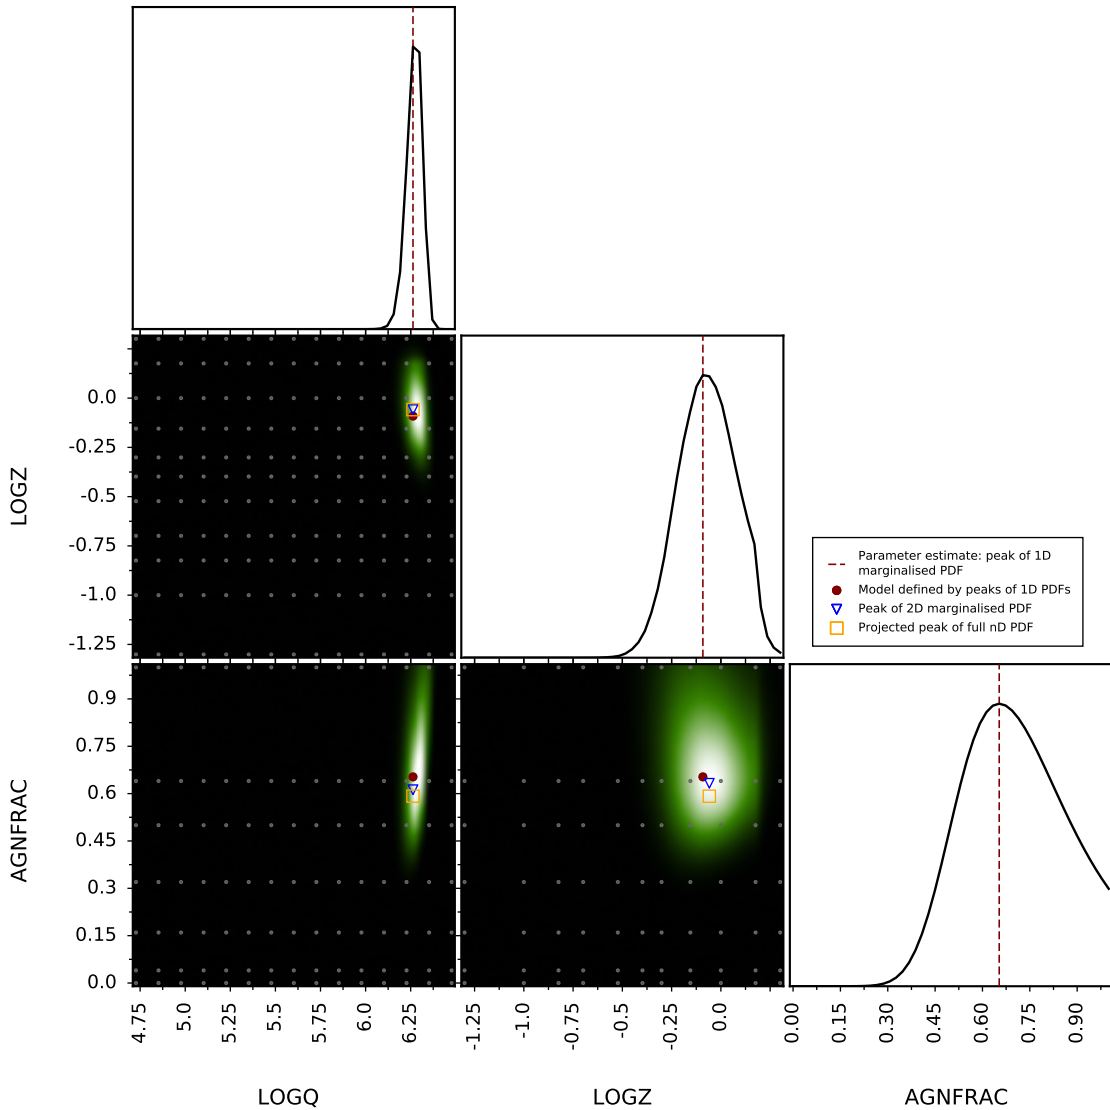 LOGZ
0.0
-0.25
-0.5
-0.75
-1.0
-1.25
Parameter estimate: peak of 1D
marginalised PDF
Model defined by peaks of 1D PDFs
Peak of 2D marginalised PDF
Projected peak of full nD PDF
AGNFRAC
0.9
0.75
0.6
0.45
0.3
0.15
0.0
4.75 5.0 5.25 5.5 5.75 6.0 6.25
-1.25 -1.0 -0.75 -0.5 -0.25 0.0
0.00 0.15 0.30 0.45 0.60 0.75 0.90
LOGQ LOGZ AGNFRAC